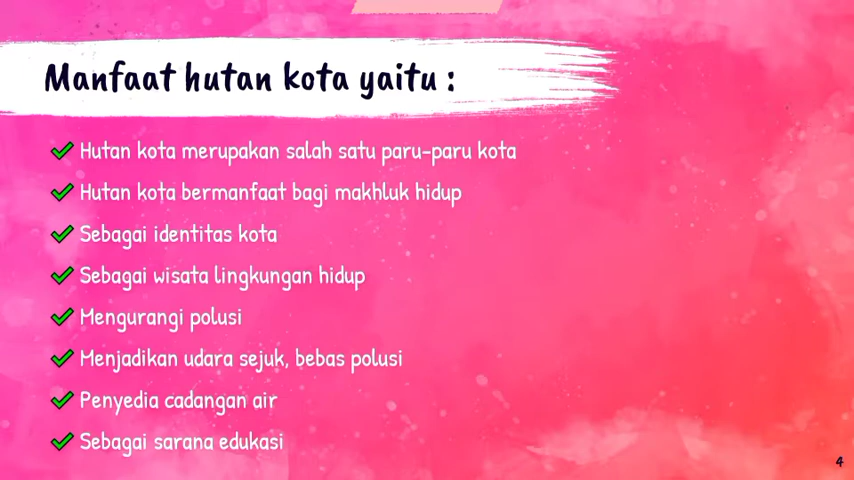 Manfaat hutan kota yaitu :
Hutan kota merupakan salah satu paru-paru kota
Hutan kota bermanfaat bagi makhluk hidup
Sebagai identitas kota
Sebagai wisata lingkungan hidup
Mengurangi polusi
Menjadikan udara sejuk, bebas polusi
Penyedia cadangan air
Sebagai sarana edukasi
4